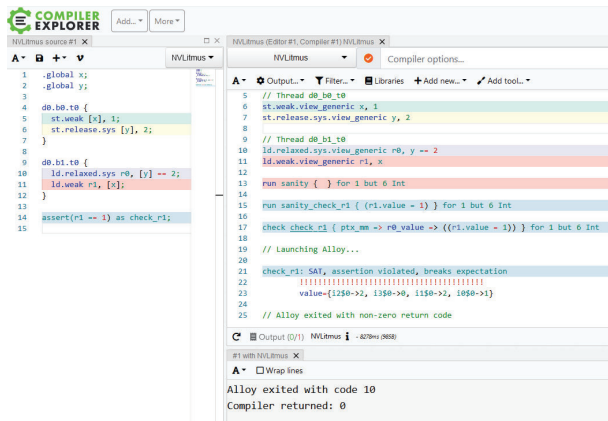 COMPILER
EXPLORER
Add...
More
NVLitmus source #1 X
A
NVLitmus
1 .global x;
2 .global y;
3
4 d0.b0.t0 {
5 st.weak [x], 1;
6 st.release.sys [y], 2;
7 }
8
9 d0.b1.t0 {
10 ld.relaxed.sys r0, [y] == 2;
11 ld.weak r1, [x];
12 }
13
14 assert(r1 == 1) as check_r1;
15
NVLitmus (Editor #1, Compiler #1) NVLitmus X
NVLitmus
Compiler options...
A Output... Filter... Libraries + Add new... Add tool...
5 // Thread d0_b0_t0
6 st.weak.view_generic x, 1
7 st.release.sys.view_generic y, 2
8
9 // Thread d0_b1_t0
10 ld.relaxed.sys.view_generic r0, y == 2
11 ld.weak.view_generic r1, x
12
13 run sanity { } for 1 but 6 Int
14
15 run sanity_check_r1 { (r1.value = 1) } for 1 but 6 Int
16
17 check check_r1 { ptx_mm => r0_value => ((r1.value = 1)) } for 1 but 6 Int
18
19 // Launching Alloy...
20
21 check_r1: SAT, assertion violated, breaks expectation
22 !!!!!!!!!!!!!!!!!!!!!!!!!!!!!!!!!!!!!!!!
23 value={i2$0->2, i3$0->0, i1$0->2, i0$0->1}
24
25 // Alloy exited with non-zero return code
Output (0/1) NVLitmus i - 8278ms (985B)
#1 with NVLitmus X
A Wrap lines
Alloy exited with code 10
Compiler returned: 0